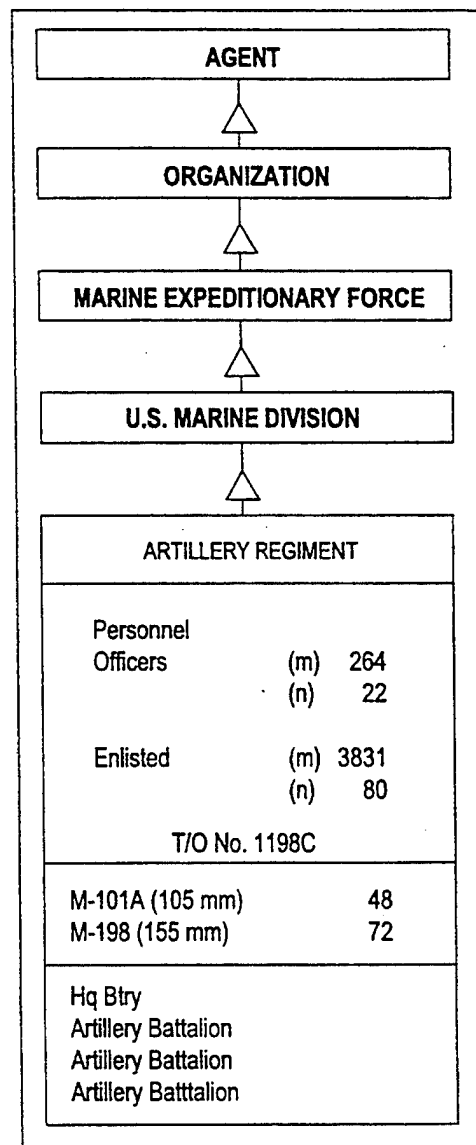 AGENT
ORGANIZATION
MARINE EXPEDITIONARY FORCE
U.S. MARINE DIVISION
ARTILLERY REGIMENT
Personnel
Officers (m) 264
(n) 22
Enlisted (m) 3831
(n) 80
T/O No. 1198C
M-101A (105 mm) 48
M-198 (155 mm) 72
Hq Btry
Artillery Battalion
Artillery Battalion
Artillery Batttalion